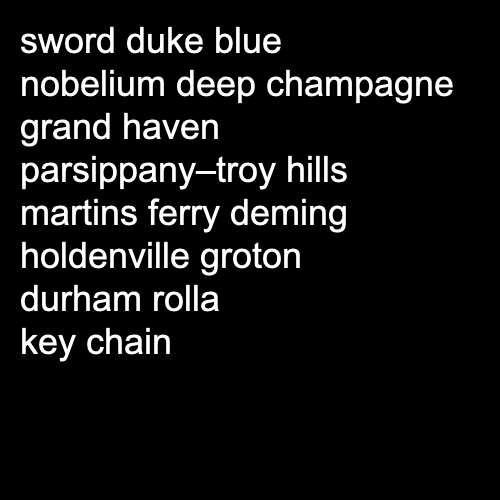 sword duke blue
nobelium deep champagne
grand haven
parsippany–troy hills
martins ferry deming
holdenville groton
durham rolla
key chain